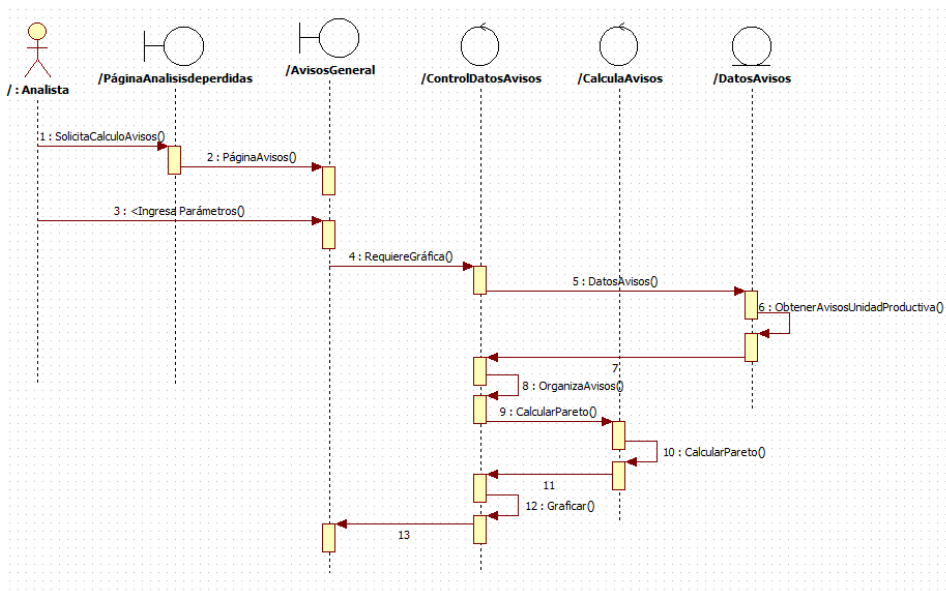 / : Analista
/PáginaAnalisisdeperdidas
/AvisosGeneral
/ControlDatosAvisos
/CalculaAvisos
/DatosAvisos
1 : SolicitaCalculoAvisos()
2 : PáginaAvisos()
3 : <Ingresa Parámetros()
4 : RequiereGráfica()
5 : DatosAvisos()
6 : ObtenerAvisosUnidadProductiva()
7
8 : OrganizaAvisos()
9 : CalcularPareto()
10 : CalcularPareto()
11
12 : Graficar()
13